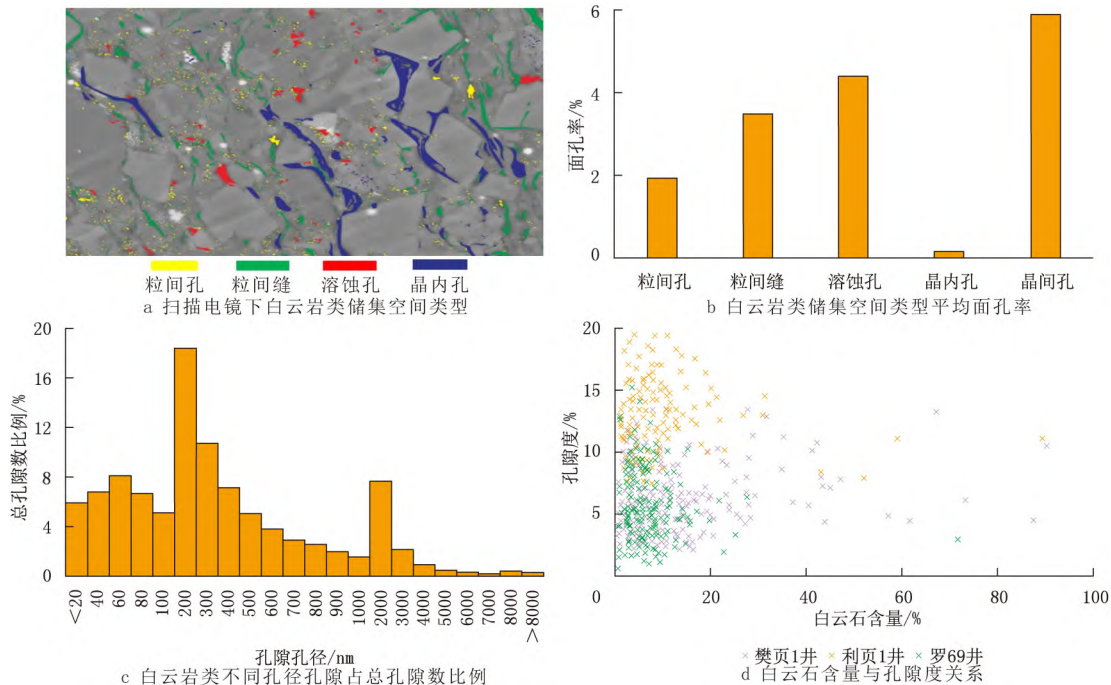 粒间孔 粒间缝 溶蚀孔 晶内孔
a 扫描电镜下白云岩类储集空间类型
面孔率/%
6
4
2
0
粒间孔 粒间缝 溶蚀孔 晶内孔 晶间孔
b 白云岩类储集空间类型平均面孔率
总孔隙数比例/%
20
16
12
8
4
0
<20 40 60 80 100 200 300 400 500 600 700 800 900 1000 2000 3000 4000 5000 6000 7000 8000 >8000
孔隙孔径/nm
c 白云岩类不同孔径孔隙占总孔隙数比例
孔隙度/%
20
15
10
5
0 20 40 60 80 100
白云石含量/%
×樊页1井 ×利页1井 ×罗69井
d 白云石含量与孔隙度关系